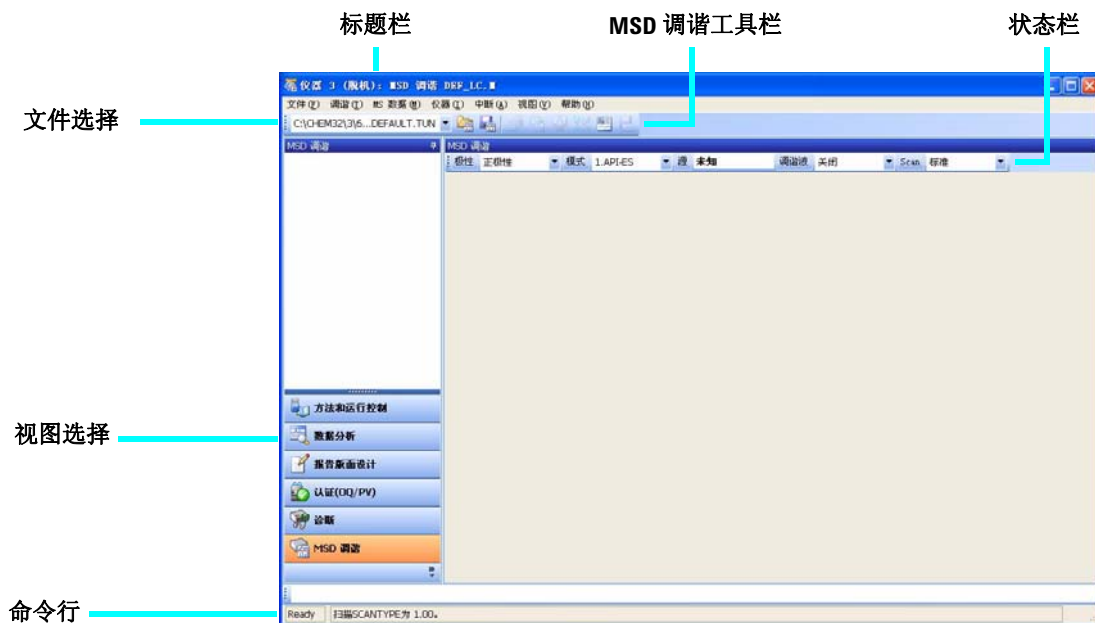 标题栏
MSD 调谐工具栏
状态栏
仪器 3 (脱机): MSD 调谐 DEF_LC.M
文件(F) 调谐(T) MS 数据(M) 仪器(I) 中断(A) 视图(V) 帮助(H)
文件选择
C:\CHEM32\3\6...DEFAULT.TUN
MSD 调谐
MSD 调谐
极性 正极性 模式 1.API-ES 源 未知 调谐液 关闭 Scan 标准
方法和运行控制
视图选择
数据分析
报告版面设计
认证(OQ/PV)
诊断
MSD 调谐
命令行
Ready 扫描SCANTYPE为 1.00。